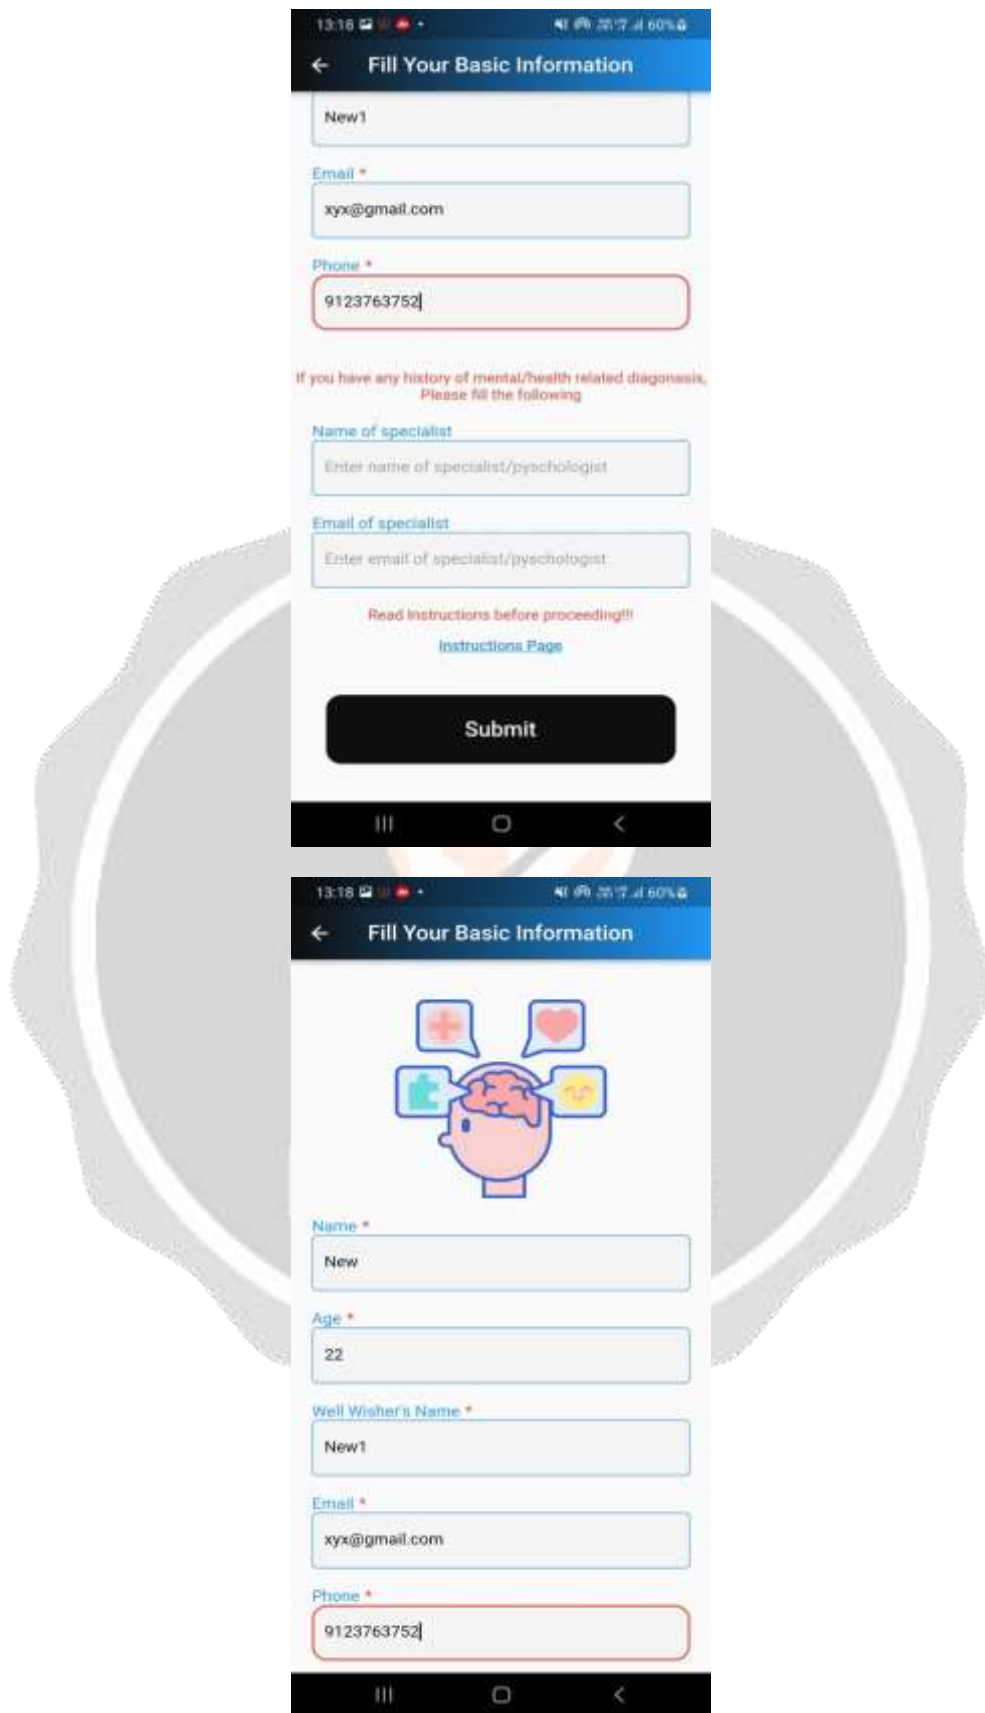 13:18
60%
Fill Your Basic Information
New1
Email *
xyx@gmail.com
Phone *
9123763752
If you have any history of mental/health related diagonasis,
Please fill the following
Name of specialist
Enter name of specialist/pyschologist
Email of specialist
Enter email of specialist/pyschologist
Read Instructions before proceeding!!!
Instructions Page
Submit
13:18
60%
Fill Your Basic Information
Name *
New
Age *
22
Well Wisher's Name *
New1
Email *
xyx@gmail.com
Phone *
9123763752